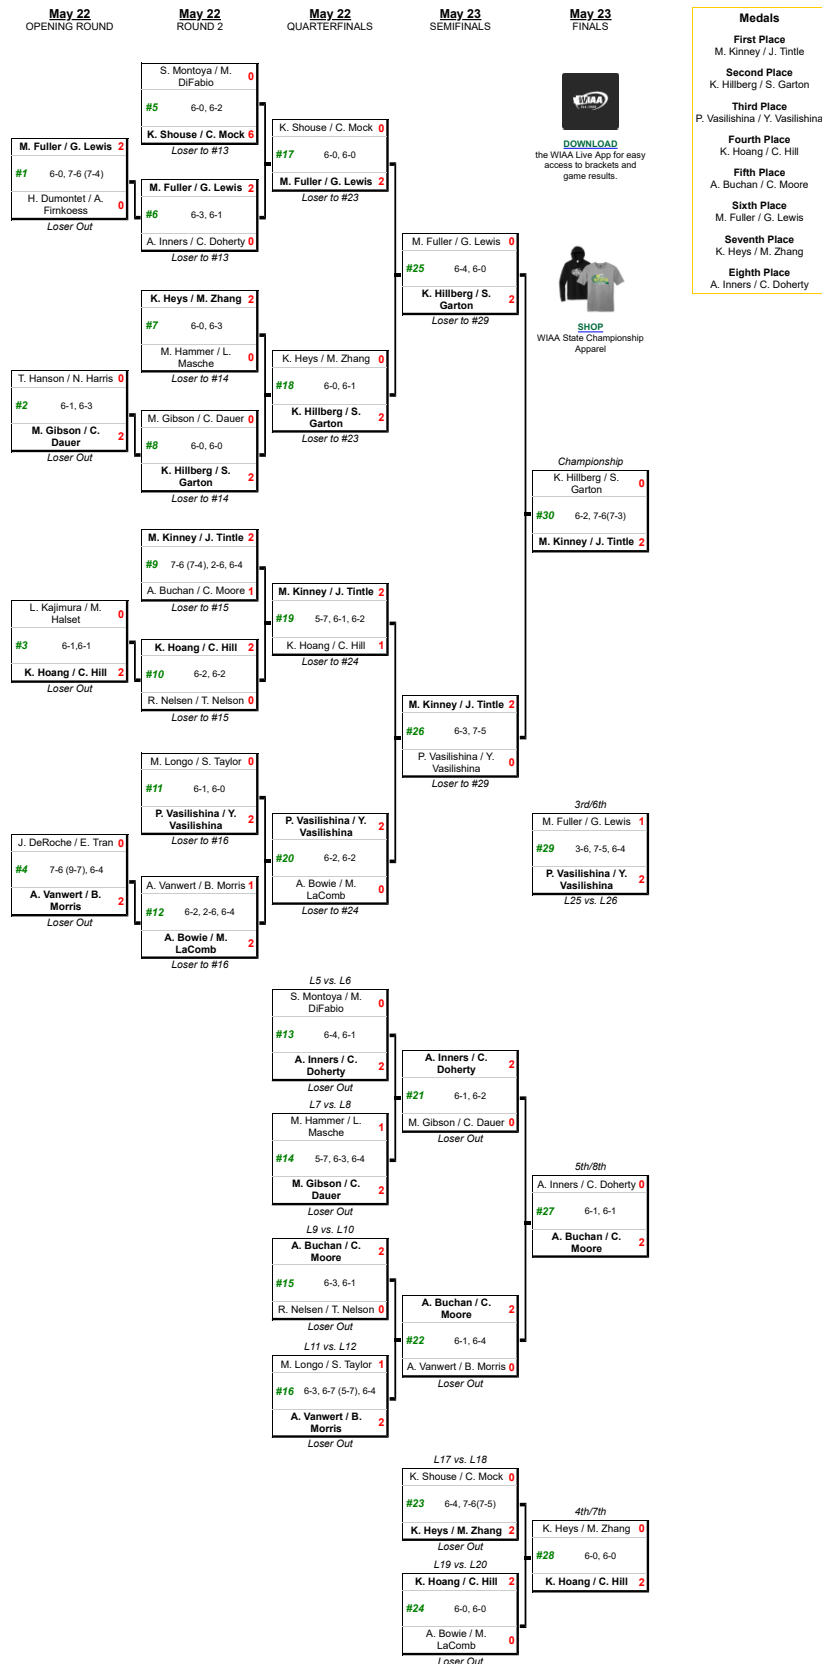 May 22
OPENING ROUND
May 22
ROUND 2
May 22
QUARTERFINALS
May 23
SEMIFINALS
May 23
FINALS
Medals
First Place
M. Kinney / J. Tintle
Second Place
K. Hillberg / S. Garton
Third Place
P. Vasilishina / Y. Vasilishina
Fourth Place
K. Hoang / C. Hill
Fifth Place
A. Buchan / C. Moore
Sixth Place
M. Fuller / G. Lewis
Seventh Place
K. Heys / M. Zhang
Eighth Place
A. Inners / C. Doherty
WIAA
DOWNLOAD
the WIAA Live App for easy
access to brackets and
game results.
SHOP
WIAA State Championship
Apparel
M. Fuller / G. Lewis 2
#1 6-0, 7-6 (7-4)
H. Dumontet / A.
Firnkoess 0
Loser Out
T. Hanson / N. Harris 0
#2 6-1, 6-3
M. Gibson / C.
Dauer 2
Loser Out
L. Kajimura / M.
Halset 0
#3 6-1,6-1
K. Hoang / C. Hill 2
Loser Out
J. DeRoche / E. Tran 0
#4 7-6 (9-7), 6-4
A. Vanwert / B.
Morris 2
Loser Out
S. Montoya / M.
DiFabio 0
#5 6-0, 6-2
K. Shouse / C. Mock 6
Loser to #13
M. Fuller / G. Lewis 2
#6 6-3, 6-1
A. Inners / C. Doherty 0
Loser to #13
K. Heys / M. Zhang 2
#7 6-0, 6-3
M. Hammer / L.
Masche 0
Loser to #14
M. Gibson / C. Dauer 0
#8 6-0, 6-0
K. Hillberg / S.
Garton 2
Loser to #14
M. Kinney / J. Tintle 2
#9 7-6 (7-4), 2-6, 6-4
A. Buchan / C. Moore 1
Loser to #15
K. Hoang / C. Hill 2
#10 6-2, 6-2
R. Nelsen / T. Nelson 0
Loser to #15
M. Longo / S. Taylor 0
#11 6-1, 6-0
P. Vasilishina / Y.
Vasilishina 2
Loser to #16
A. Vanwert / B. Morris 1
#12 6-2, 2-6, 6-4
A. Bowie / M.
LaComb 2
Loser to #16
K. Shouse / C. Mock 0
#17 6-0, 6-0
M. Fuller / G. Lewis 2
Loser to #23
K. Heys / M. Zhang 0
#18 6-0, 6-1
K. Hillberg / S.
Garton 2
Loser to #23
M. Kinney / J. Tintle 2
#19 5-7, 6-1, 6-2
K. Hoang / C. Hill 1
Loser to #24
P. Vasilishina / Y.
Vasilishina 2
#20 6-2, 6-2
A. Bowie / M.
LaComb 0
Loser to #24
M. Fuller / G. Lewis 0
#25 6-4, 6-0
K. Hillberg / S.
Garton 2
Loser to #29
M. Kinney / J. Tintle 2
#26 6-3, 7-5
P. Vasilishina / Y.
Vasilishina 0
Loser to #29
Championship
K. Hillberg / S.
Garton 0
#30 6-2, 7-6(7-3)
M. Kinney / J. Tintle 2
3rd/6th
M. Fuller / G. Lewis 1
#29 3-6, 7-5, 6-4
P. Vasilishina / Y.
Vasilishina 2
L25 vs. L26
L5 vs. L6
S. Montoya / M.
DiFabio 0
#13 6-4, 6-1
A. Inners / C.
Doherty 2
Loser Out
L7 vs. L8
M. Hammer / L.
Masche 1
#14 5-7, 6-3, 6-4
M. Gibson / C.
Dauer 2
Loser Out
L9 vs. L10
A. Buchan / C.
Moore 2
#15 6-3, 6-1
R. Nelsen / T. Nelson 0
Loser Out
L11 vs. L12
M. Longo / S. Taylor 1
#16 6-3, 6-7 (5-7), 6-4
A. Vanwert / B.
Morris 2
Loser Out
A. Inners / C.
Doherty 2
#21 6-1, 6-2
M. Gibson / C. Dauer 0
Loser Out
A. Buchan / C.
Moore 2
#22 6-1, 6-4
A. Vanwert / B. Morris 0
Loser Out
5th/8th
A. Inners / C. Doherty 0
#27 6-1, 6-1
A. Buchan / C.
Moore 2
L17 vs. L18
K. Shouse / C. Mock 0
#23 6-4, 7-6(7-5)
K. Heys / M. Zhang 2
Loser Out
L19 vs. L20
K. Hoang / C. Hill 2
#24 6-0, 6-0
A. Bowie / M.
LaComb 0
Loser Out
4th/7th
K. Heys / M. Zhang 0
#28 6-0, 6-0
K. Hoang / C. Hill 2